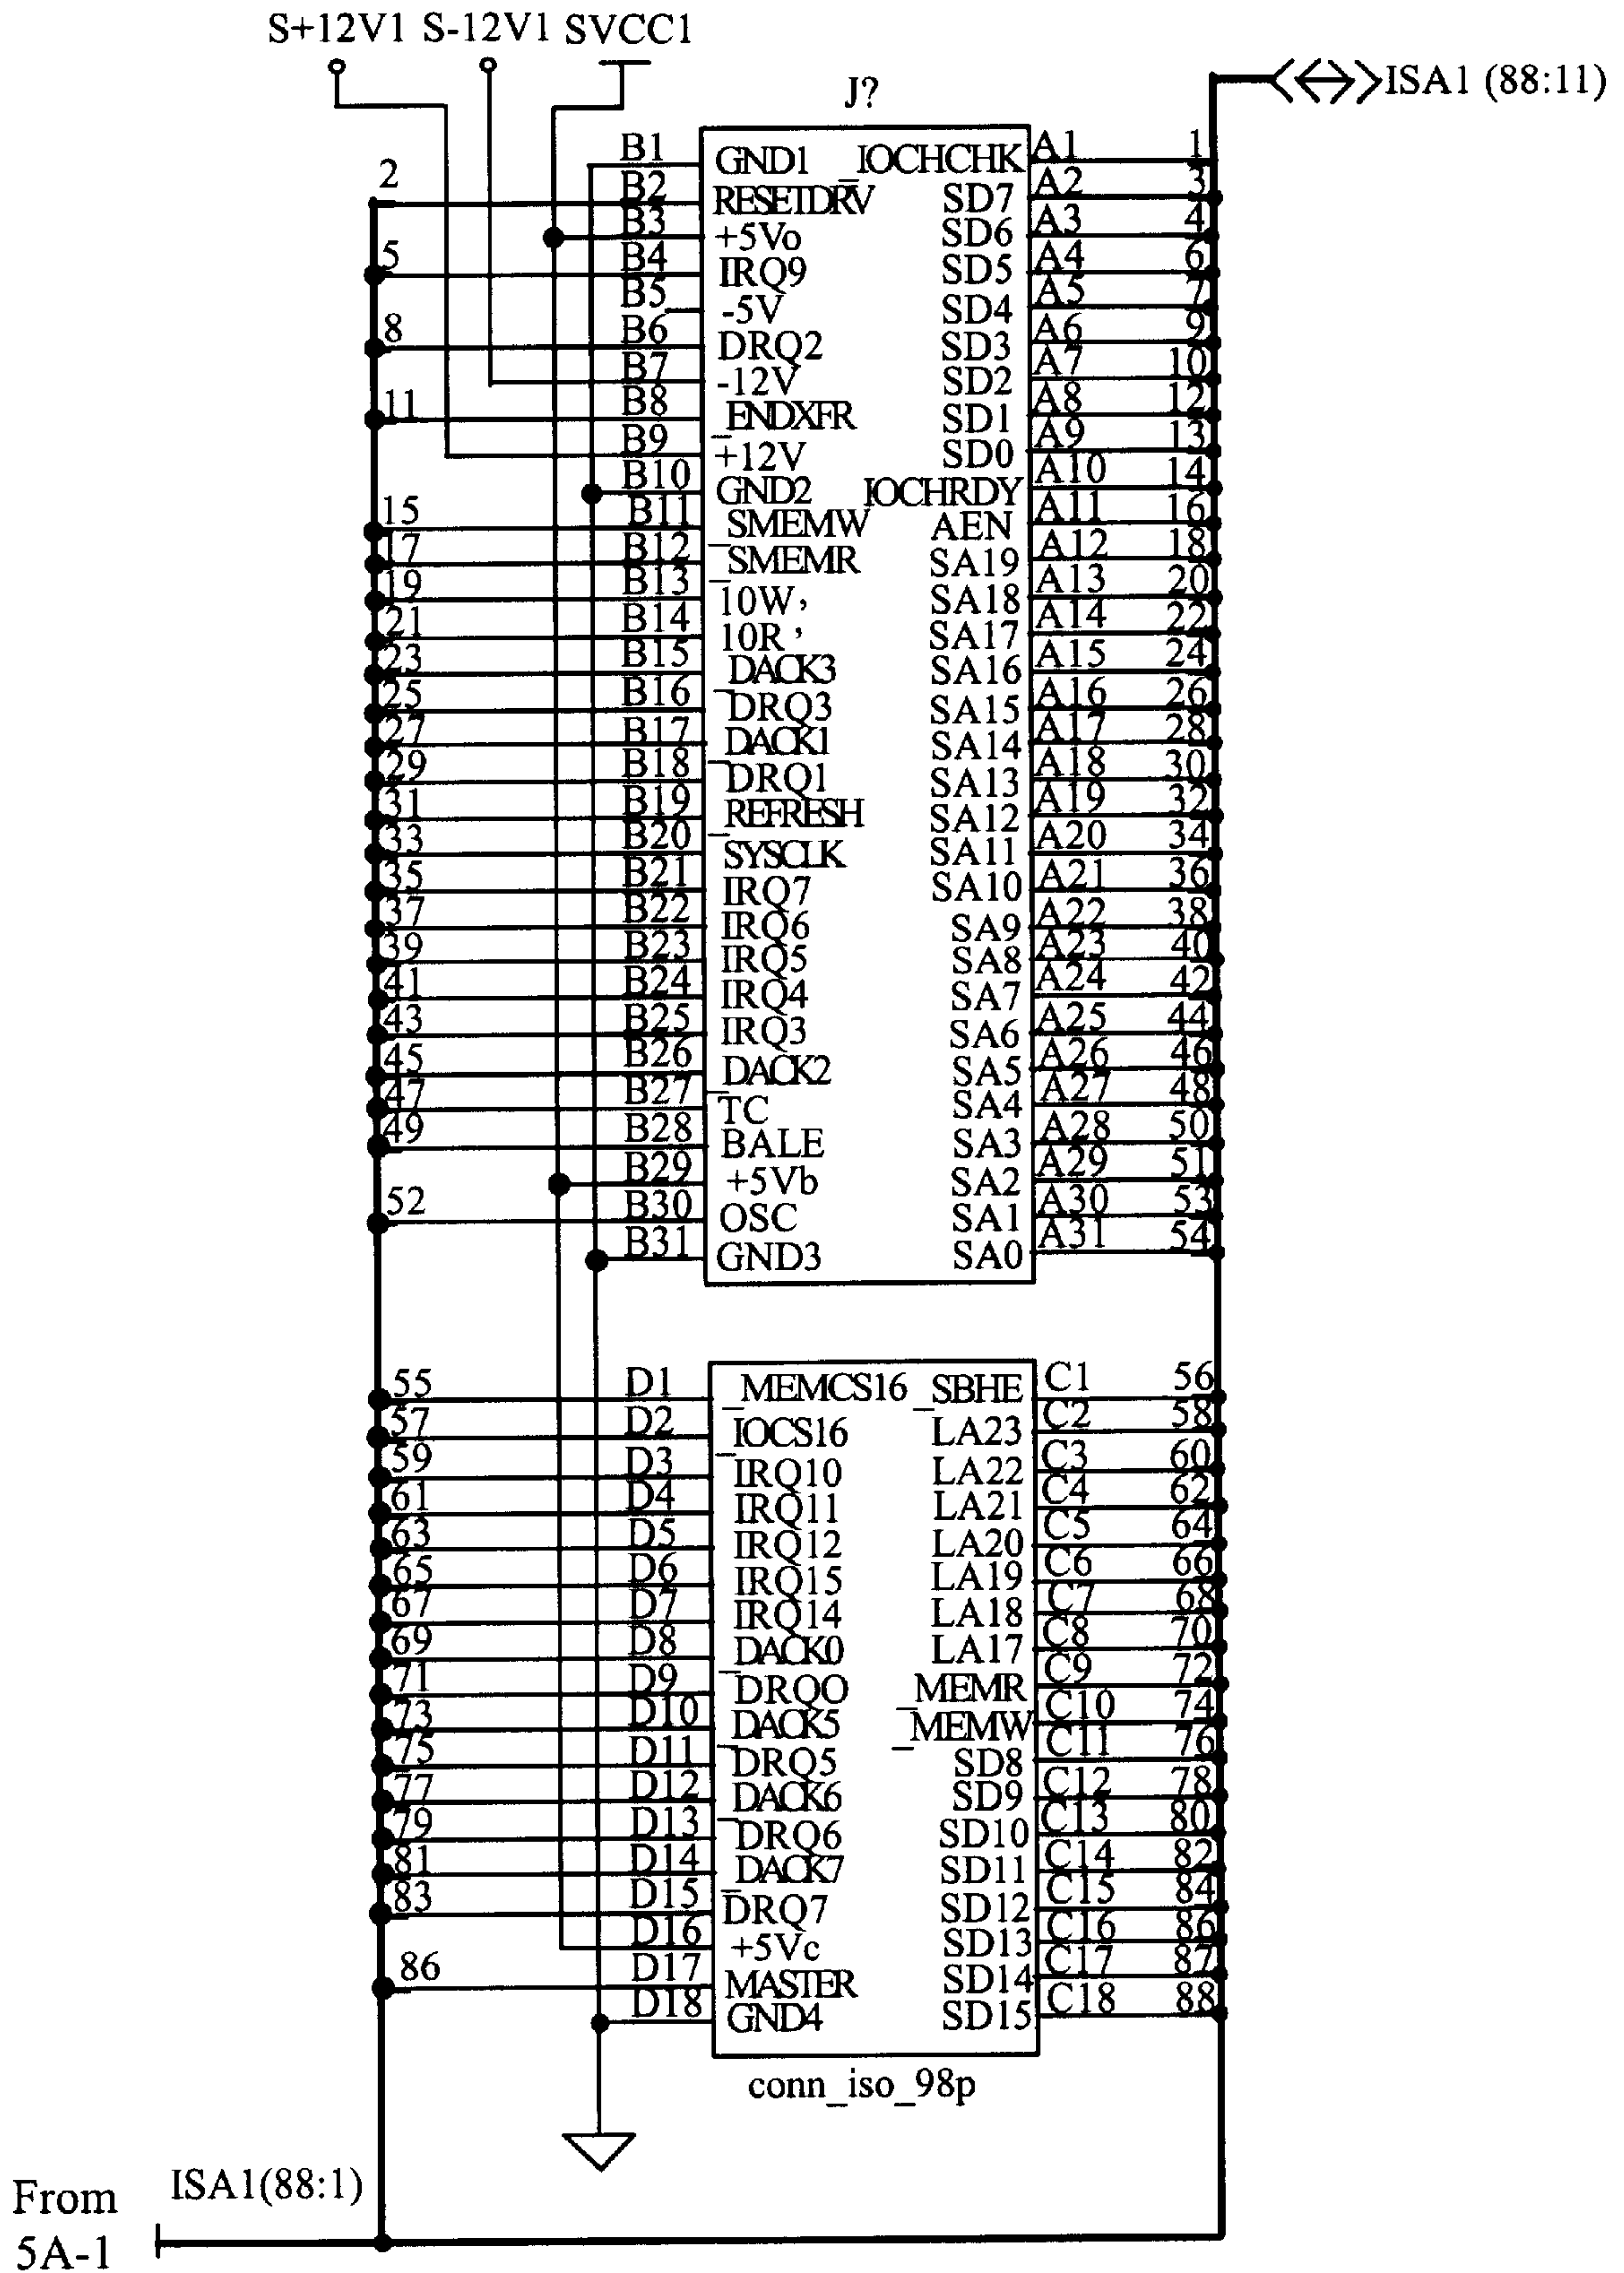 S+12V1 S-12V1 SVCC1
J?
ISA1 (88:11)
B1 GND1 _IOCHCHK A1 1
2 B2 RESETDRV SD7 A2 3
B3 +5Vo SD6 A3 4
5 B4 IRQ9 SD5 A4 6
B5 -5V SD4 A5 7
8 B6 DRQ2 SD3 A6 9
B7 -12V SD2 A7 10
11 B8 _ENDXFR SD1 A8 12
B9 +12V SD0 A9 13
B10 GND2 IOCHRDY A10 14
15 B11 _SMEMW AEN A11 16
17 B12 _SMEMR SA19 A12 18
19 B13 10W, SA18 A13 20
21 B14 10R, SA17 A14 22
23 B15 _DACK3 SA16 A15 24
25 B16 DRQ3 SA15 A16 26
27 B17 _DACK1 SA14 A17 28
29 B18 DRQ1 SA13 A18 30
31 B19 _REFRESH SA12 A19 32
33 B20 SYSCLK SA11 A20 34
35 B21 IRQ7 SA10 A21 36
37 B22 IRQ6 SA9 A22 38
39 B23 IRQ5 SA8 A23 40
41 B24 IRQ4 SA7 A24 42
43 B25 IRQ3 SA6 A25 44
45 B26 _DACK2 SA5 A26 46
47 B27 TC SA4 A27 48
49 B28 BALE SA3 A28 50
B29 +5Vb SA2 A29 51
52 B30 OSC SA1 A30 53
B31 GND3 SA0 A31 54
55 D1 _MEMCS16 _SBHE C1 56
57 D2 _IOCS16 LA23 C2 58
59 D3 IRQ10 LA22 C3 60
61 D4 IRQ11 LA21 C4 62
63 D5 IRQ12 LA20 C5 64
65 D6 IRQ15 LA19 C6 66
67 D7 IRQ14 LA18 C7 68
69 D8 _DACK0 LA17 C8 70
71 D9 DRQO _MEMR C9 72
73 D10 _DACK5 _MEMW C10 74
75 D11 DRQ5 SD8 C11 76
77 D12 _DACK6 SD9 C12 78
79 D13 DRQ6 SD10 C13 80
81 D14 _DACK7 SD11 C14 82
83 D15 DRQ7 SD12 C15 84
D16 +5Vc SD13 C16 86
86 D17 MASTER SD14 C17 87
D18 GND4 SD15 C18 88
conn_iso_98p
ISA1(88:1)
From
5A-1